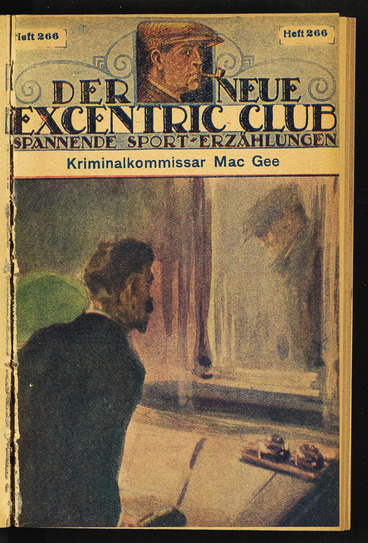 Heft 266
Heft 266
DER NEUE
EXCENTRIC CLUB
SPANNENDE SPORT-ERZÄHLUNGEN
Kriminalkommissar Mac Gee